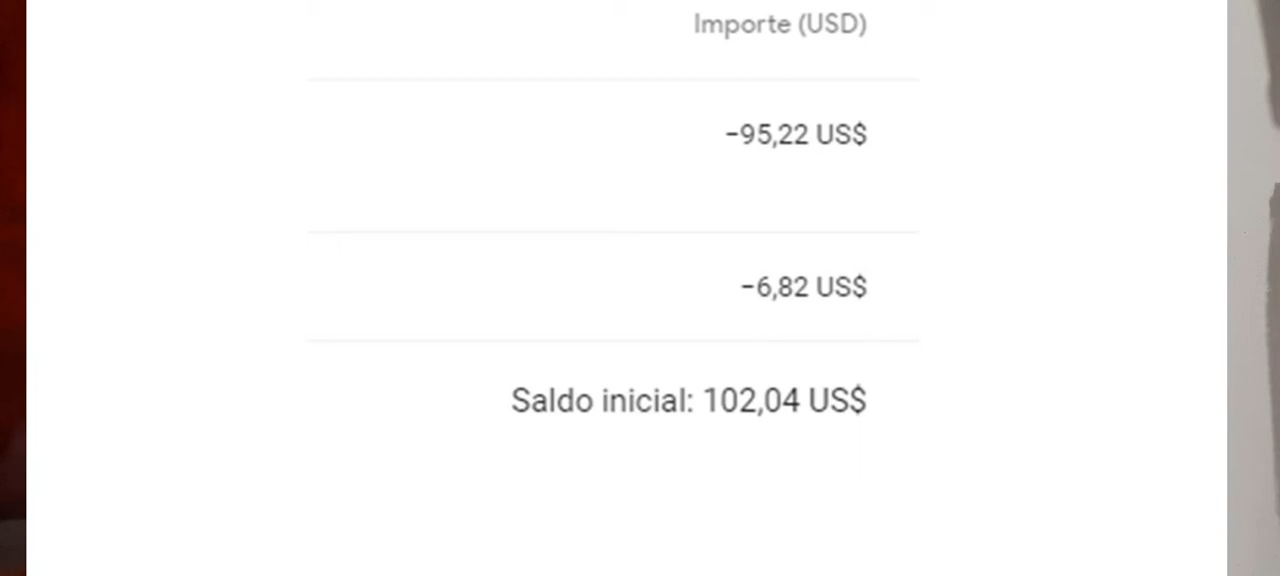 Importe (USD)
−95,22 US$
−6,82 US$
Saldo inicial: 102,04 US$